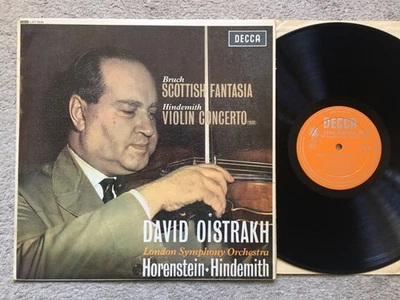 DECCA
Bruch
SCOTTISH FANTASIA
Hindemith
VIOLIN CONCERTO
DAVID OISTRAKH
London Symphony Orchestra
Horenstein • Hindemith
DECCA